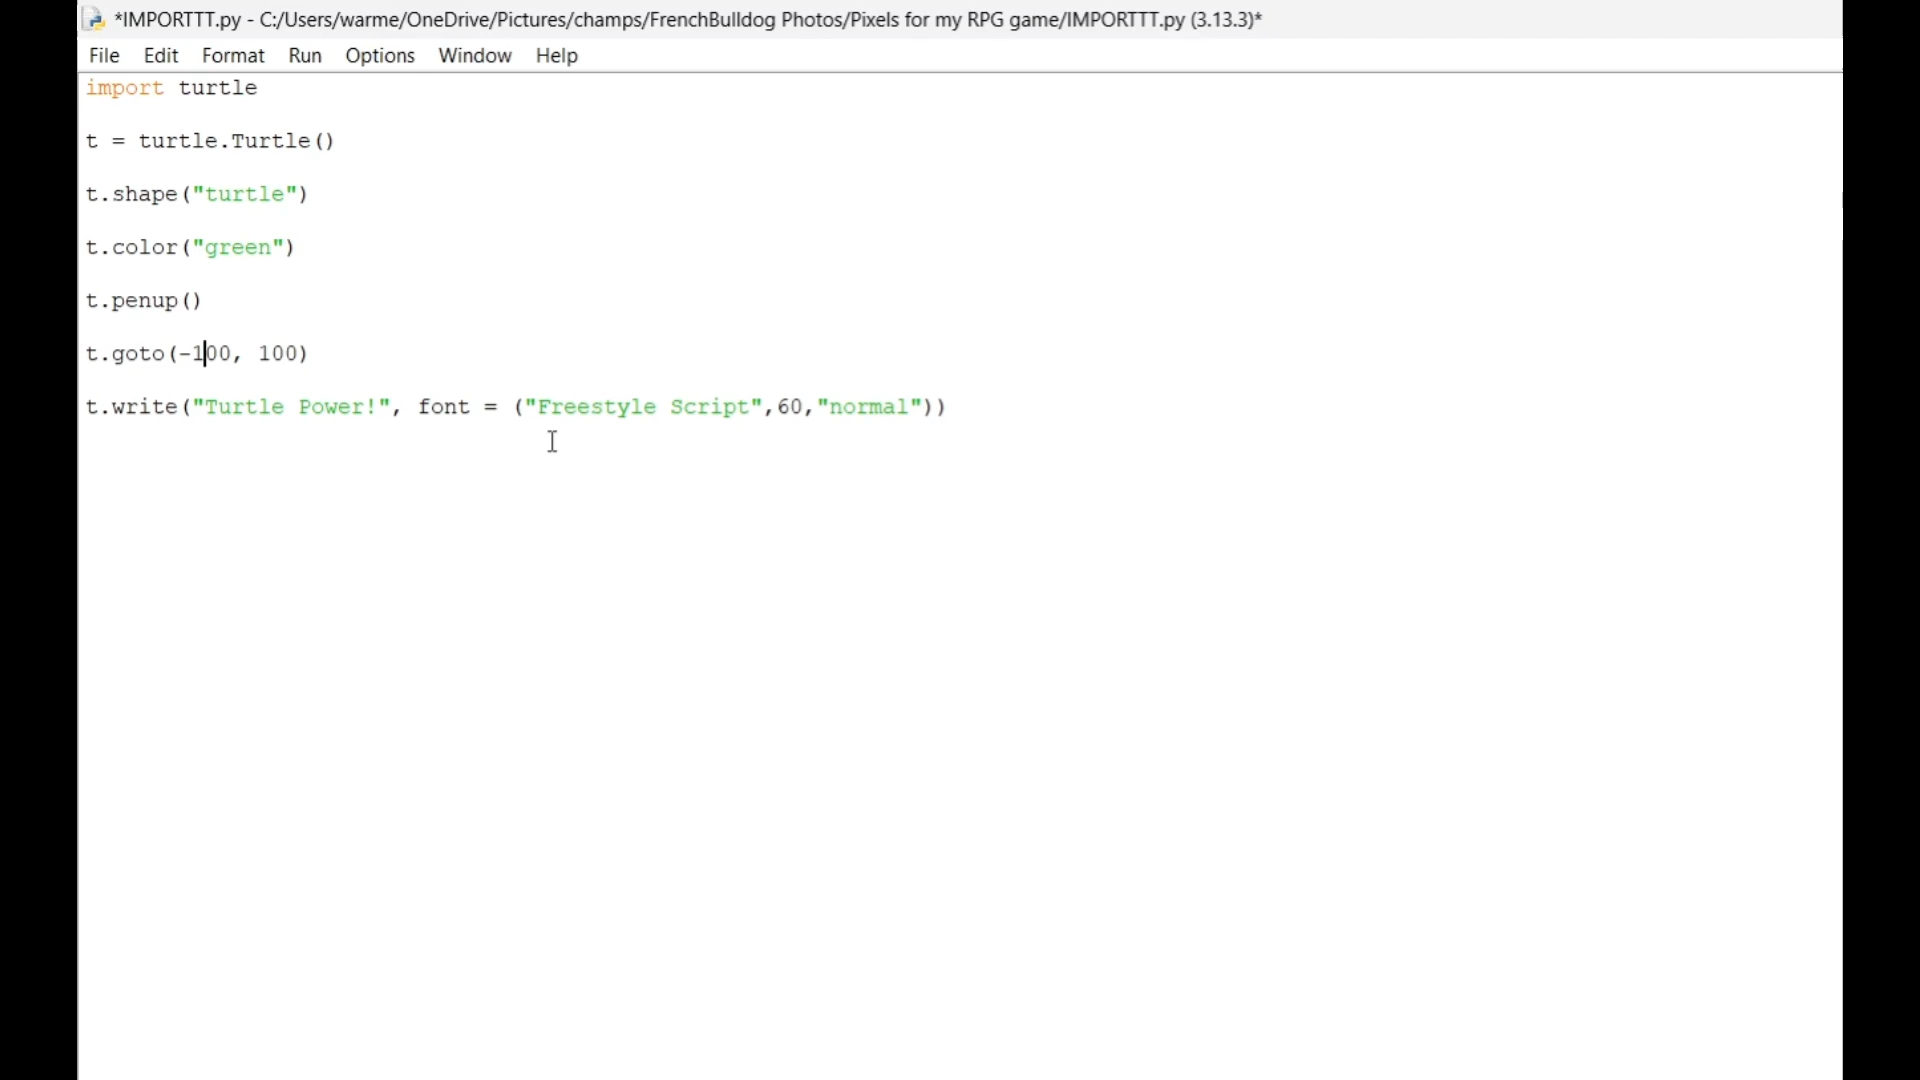 *IMPORTTT.py - C:/Users/warme/OneDrive/Pictures/champs/FrenchBulldog Photos/Pixels for my RPG game/IMPORTTT.py (3.13.3)*
File Edit Format Run Options Window Help
import turtle
t = turtle.Turtle()
t.shape("turtle")
t.color("green")
t.penup()
t.goto(-100, 100)
t.write("Turtle Power!", font = ("Freestyle Script",60,"normal"))